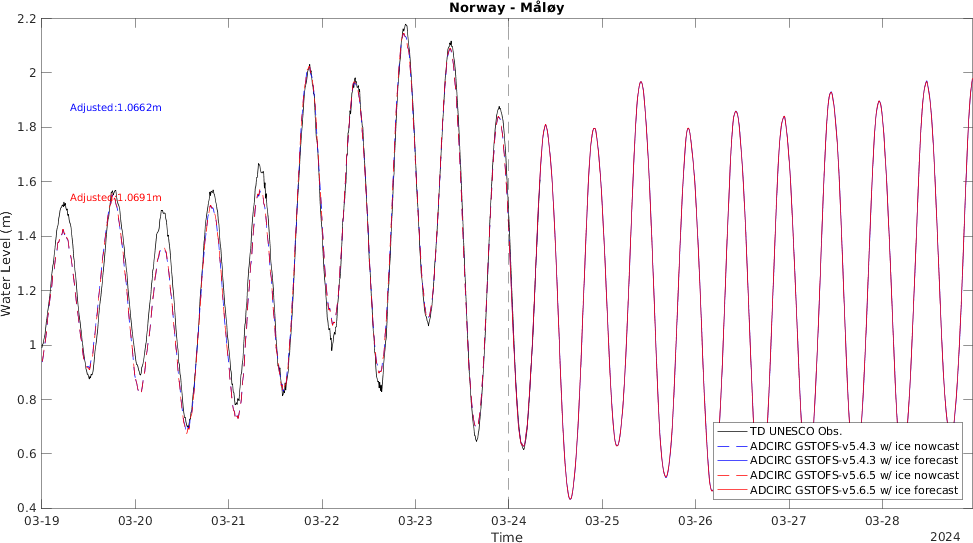 Norway - Måløy
2.2
2
1.8
1.6
1.4
1.2
1
0.8
0.6
0.4
Water Level (m)
Adjusted:1.0662m
Adjusted:1.0691m
TD UNESCO Obs.
ADCIRC GSTOFS-v5.4.3 w/ ice nowcast
ADCIRC GSTOFS-v5.4.3 w/ ice forecast
ADCIRC GSTOFS-v5.6.5 w/ ice nowcast
ADCIRC GSTOFS-v5.6.5 w/ ice forecast
03-19 03-20 03-21 03-22 03-23 03-24 03-25 03-26 03-27 03-28
Time
2024